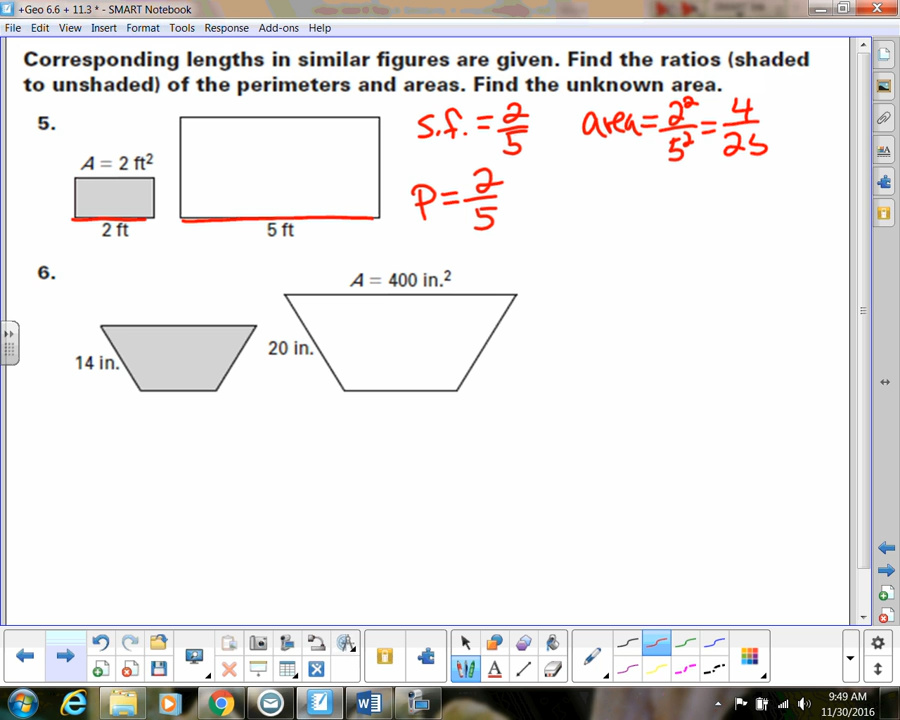 +Geo 6.6 + 11.3 * - SMART Notebook
File Edit View Insert Format Tools Responses Add-ons Help
Corresponding lengths in similar figures are given. Find the ratios (shaded
to unshaded) of the perimeters and areas. Find the unknown area.
5.
s.f. = 2/5
area = 2²/5² = 4/25
A = 2 ft²
P = 2/5
2 ft
5 ft
6.
A = 400 in.²
14 in.
20 in.
9:49 AM
11/30/2016